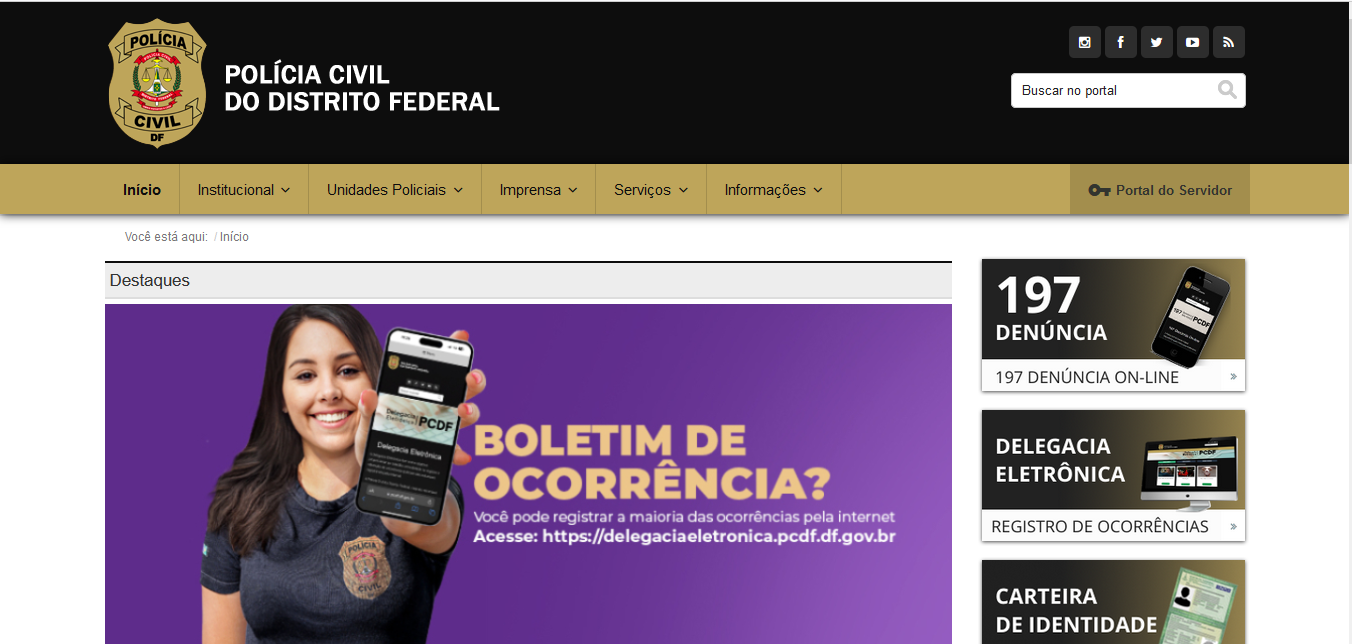 POLÍCIA
CIVIL
DF
POLÍCIA CIVIL
DO DISTRITO FEDERAL
Buscar no portal
Início
Institucional
Unidades Policiais
Imprensa
Serviços
Informações
Portal do Servidor
Você está aqui: / Início
Destaques
PCDF
Delegacia Eletrônica
BOLETIM DE
OCORRÊNCIA?
Você pode registrar a maioria das ocorrências pela internet
Acesse: https://delegaciaeletronica.pcdf.df.gov.br
POLÍCIA
CIVIL
197
DENÚNCIA
PCDF
197 DENÚNCIA ON-LINE »
DELEGACIA
ELETRÔNICA
PCDF
REGISTRO DE OCORRÊNCIAS »
CARTEIRA
DE IDENTIDADE